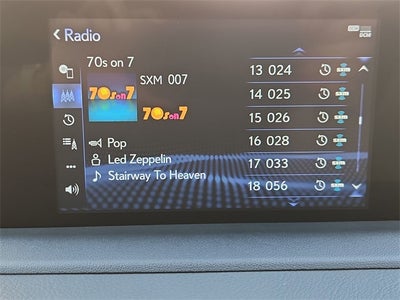 Radio
DCM
70s on 7
SXM 007
70s on 7
70s on 7
Pop
Led Zeppelin
Stairway To Heaven
13 024
14 025
15 026
16 028
17 033
18 056